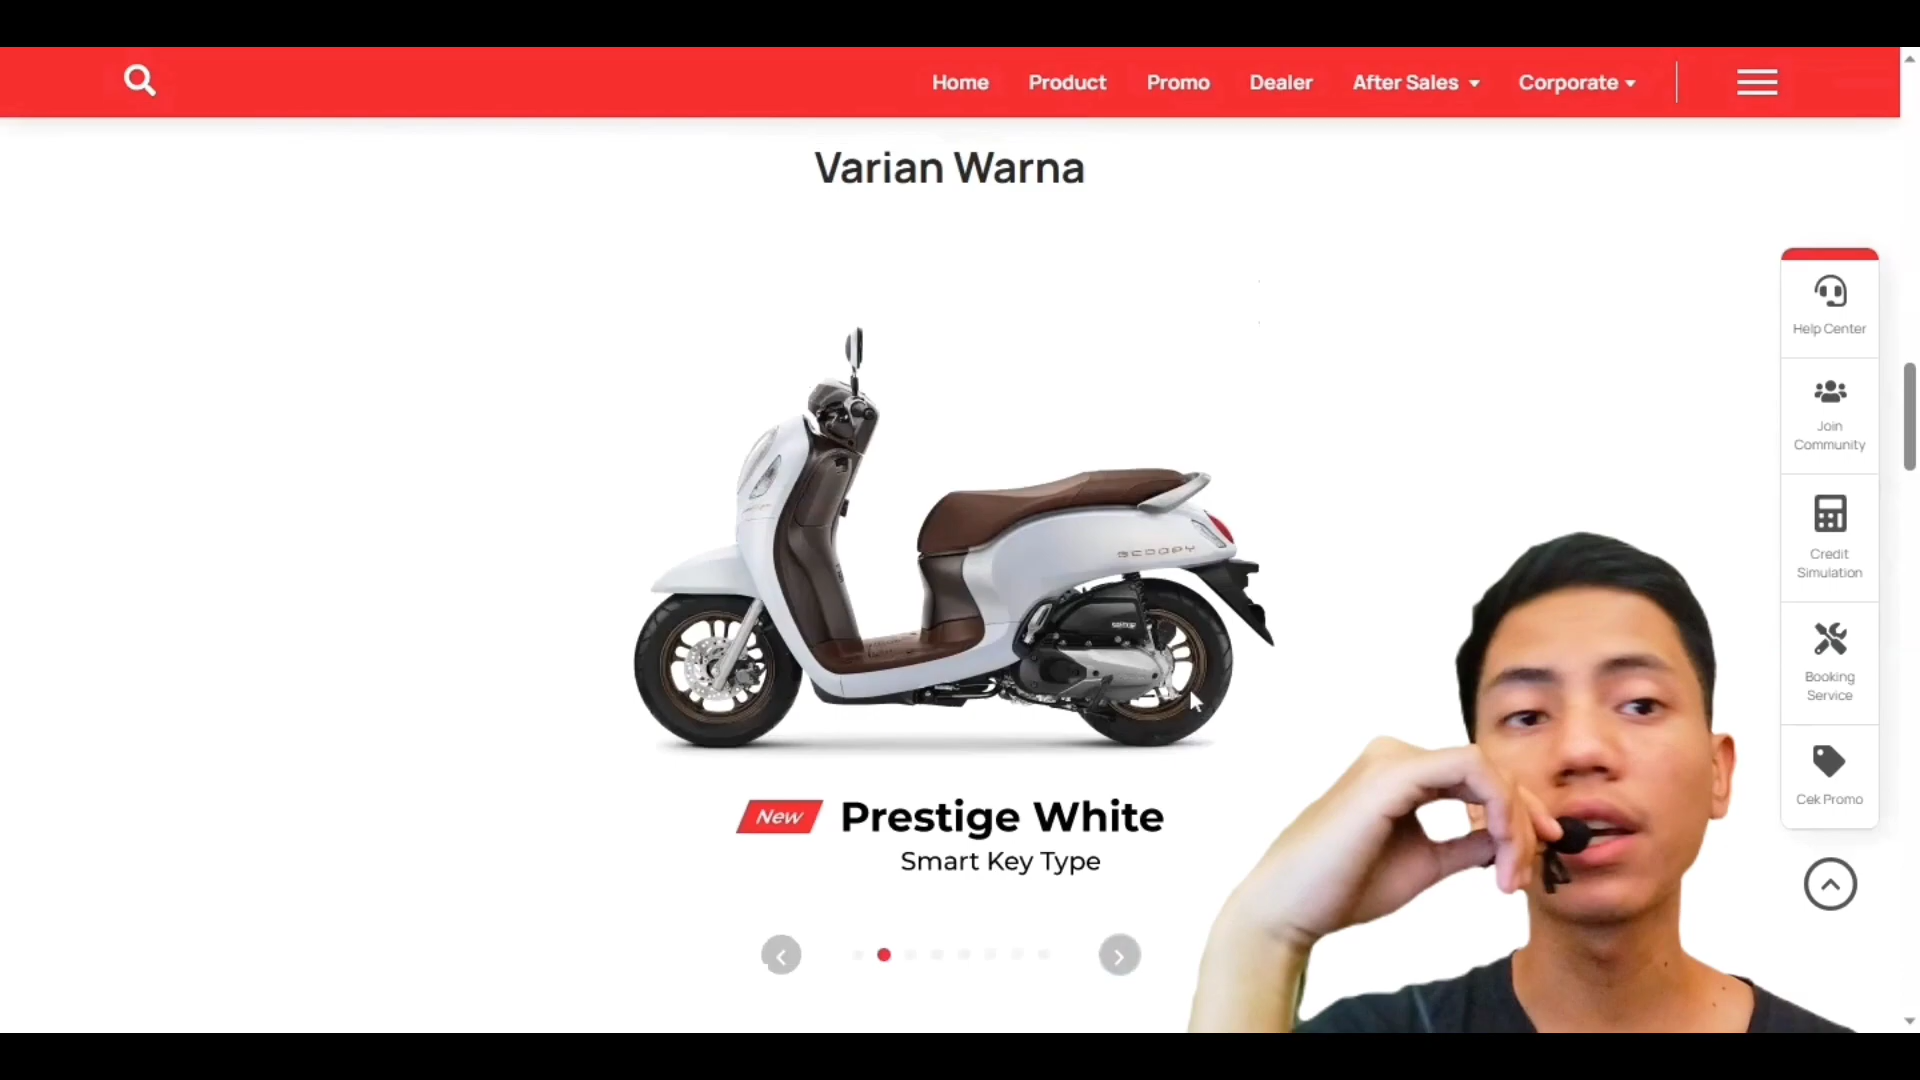 Home Product Promo Dealer After Sales Corporate
Varian Warna
Help Center
Join
Community
Credit
Simulation
Booking
Service
Cek Promo
SCOOPY
New Prestige White
Smart Key Type